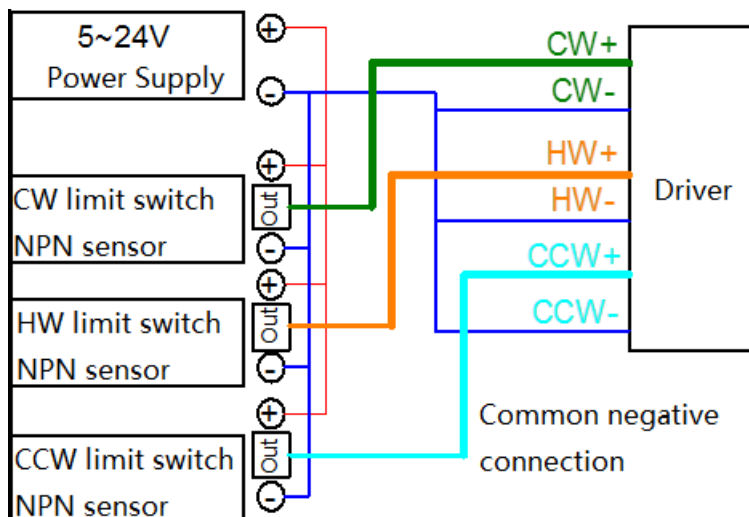 5~24V
Power Supply
+
-
+
CW limit switch
NPN sensor
Out
-
+
HW limit switch
NPN sensor
Out
-
+
CCW limit switch
NPN sensor
Out
-
CW+
CW-
HW+
HW-
CCW+
CCW-
Driver
Common negative
connection